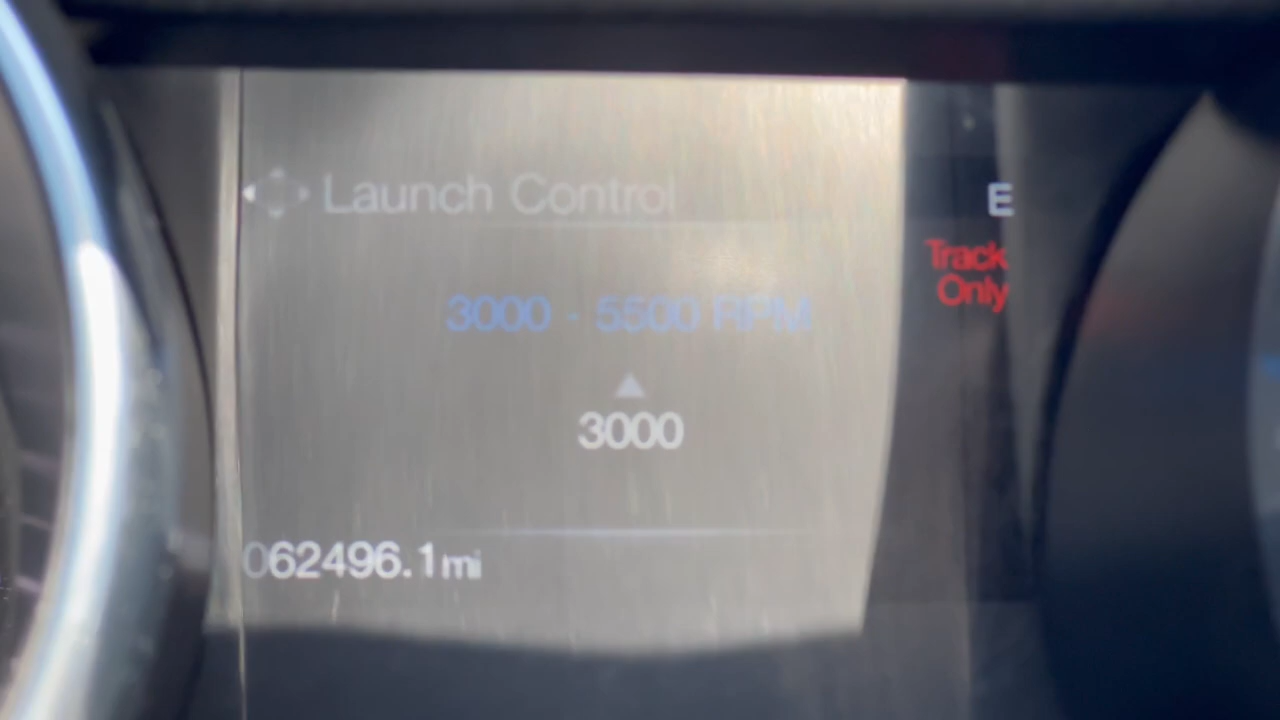 Launch Control
E
Track
Only
3000 - 5500 RPM
3000
062496.1mi